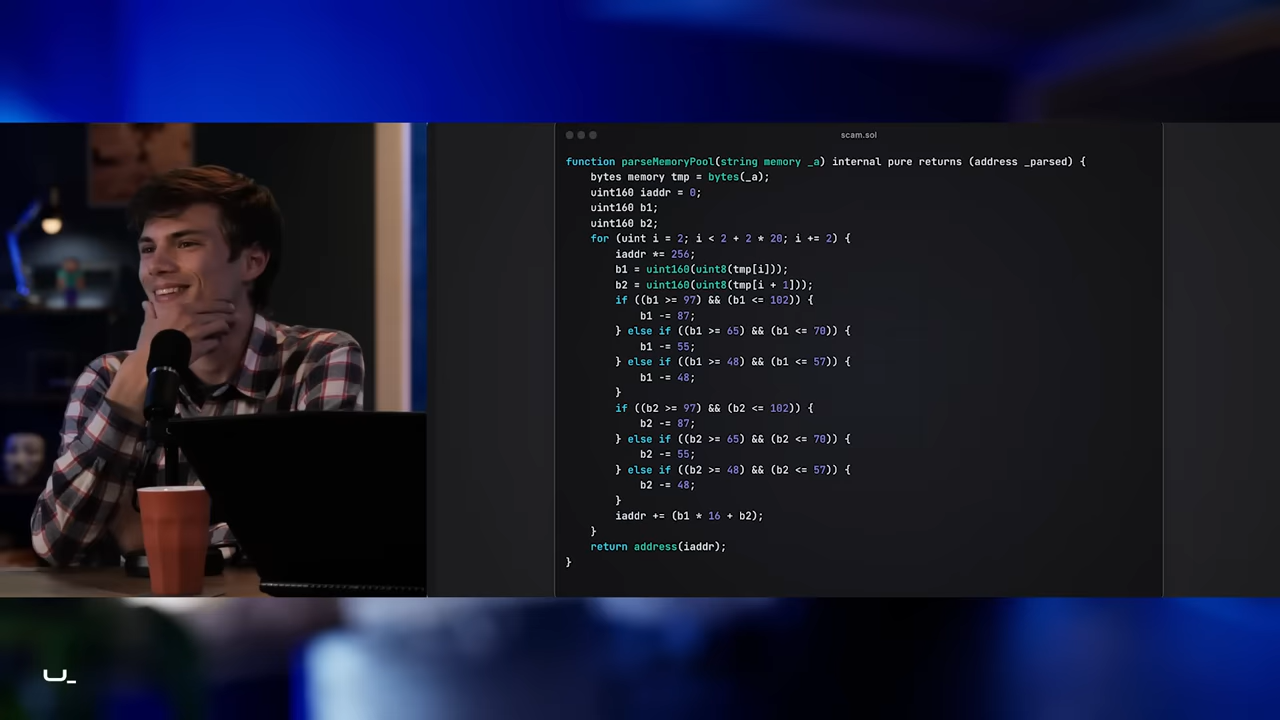 scam.sol
function parseMemoryPool(string memory _a) internal pure returns (address _parsed) {
bytes memory tmp = bytes(_a);
uint160 iaddr = 0;
uint160 b1;
uint160 b2;
for (uint i = 2; i < 2 + 2 * 20; i += 2) {
iaddr *= 256;
b1 = uint160(uint8(tmp[i]));
b2 = uint160(uint8(tmp[i + 1]));
if ((b1 >= 97) && (b1 <= 102)) {
b1 -= 87;
} else if ((b1 >= 65) && (b1 <= 70)) {
b1 -= 55;
} else if ((b1 >= 48) && (b1 <= 57)) {
b1 -= 48;
}
if ((b2 >= 97) && (b2 <= 102)) {
b2 -= 87;
} else if ((b2 >= 65) && (b2 <= 70)) {
b2 -= 55;
} else if ((b2 >= 48) && (b2 <= 57)) {
b2 -= 48;
}
iaddr += (b1 * 16 + b2);
}
return address(iaddr);
}